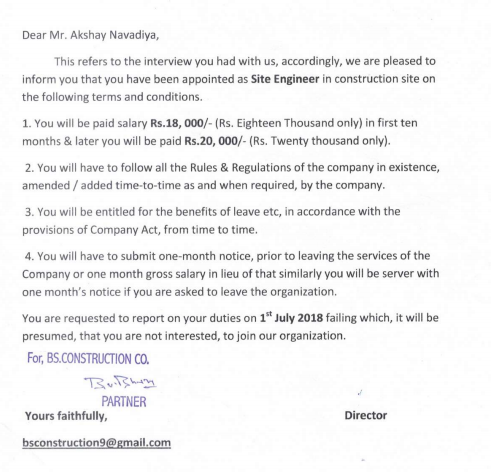 Dear Mr. Akshay Navadiya,
This refers to the interview you had with us, accordingly, we are pleased to
inform you that you have been appointed as Site Engineer in construction site on
the following terms and conditions.
1. You will be paid salary Rs.18, 000/- (Rs. Eighteen Thousand only) in first ten
months & later you will be paid Rs.20, 000/- (Rs. Twenty thousand only).
2. You will have to follow all the Rules & Regulations of the company in existence,
amended / added time-to-time as and when required, by the company.
3. You will be entitled for the benefits of leave etc, in accordance with the
provisions of Company Act, from time to time.
4. You will have to submit one-month notice, prior to leaving the services of the
Company or one month gross salary in lieu of that similarly you will be server with
one month's notice if you are asked to leave the organization.
You are requested to report on your duties on 1st July 2018 failing which, it will be
presumed, that you are not interested, to join our organization.
For, BS.CONSTRUCTION CO.
PARTNER
Yours faithfully, Director
bsconstruction9@gmail.com